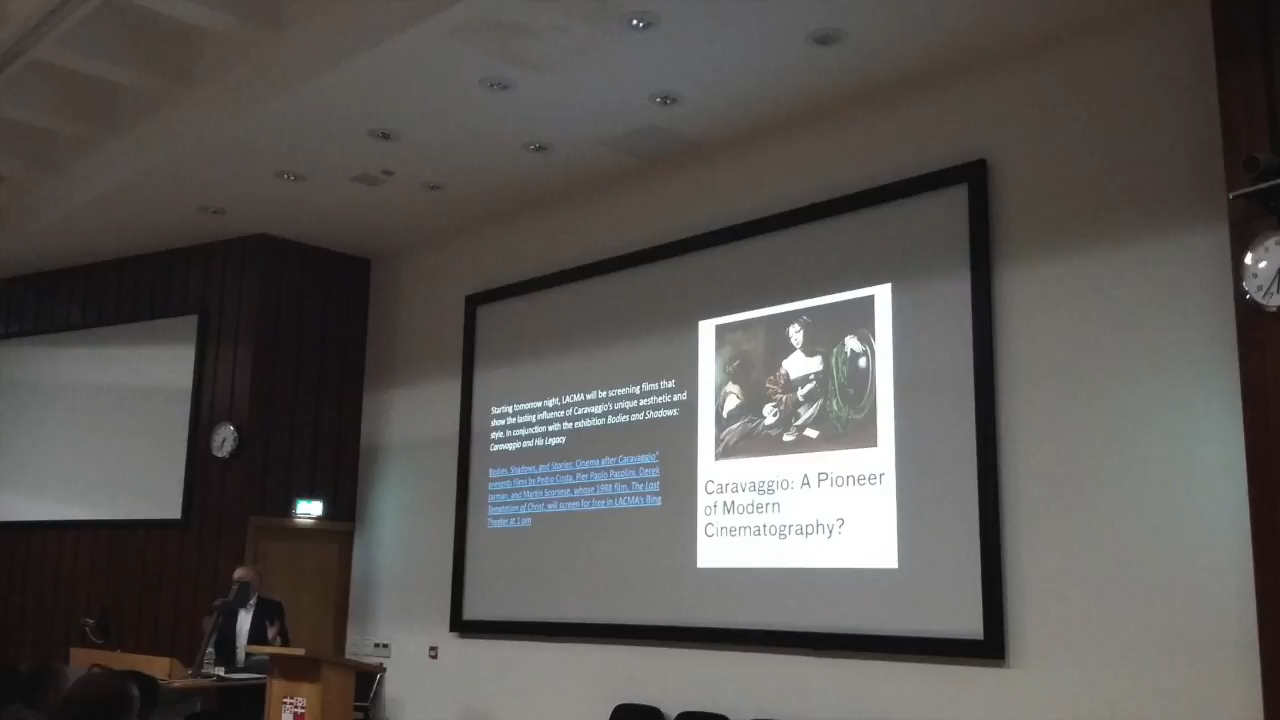 Starting tomorrow night, LACMA will be screening films that
show the lasting influence of Caravaggio's unique aesthetic and
style. In conjunction with the exhibition Bodies and Shadows:
Caravaggio and His Legacy
Bodies, Shadows, and Stories: Cinema after Caravaggio"
presents films by Pedro Costa, Pier Paolo Pasolini, Derek
Jarman, and Martin Scorsese, whose 1988 film, The Last
Temptation of Christ, will screen for free in LACMA's Bing
Theater at 1 pm
Caravaggio: A Pioneer
of Modern
Cinematography?